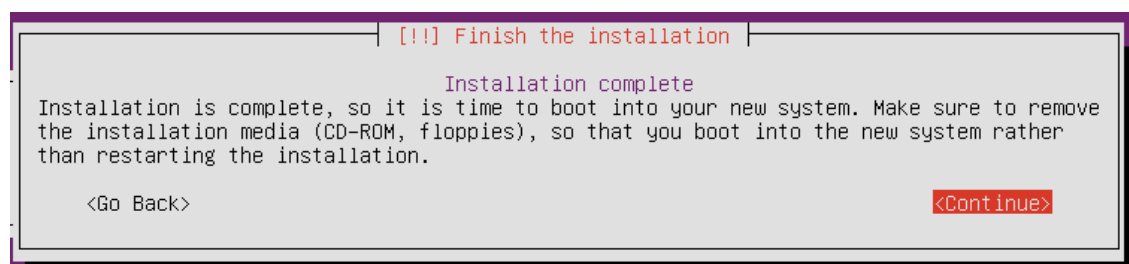 [!!] Finish the installation
Installation complete
Installation is complete, so it is time to boot into your new system. Make sure to remove
the installation media (CD-ROM, floppies), so that you boot into the new system rather
than restarting the installation.
<Go Back> <Continue>